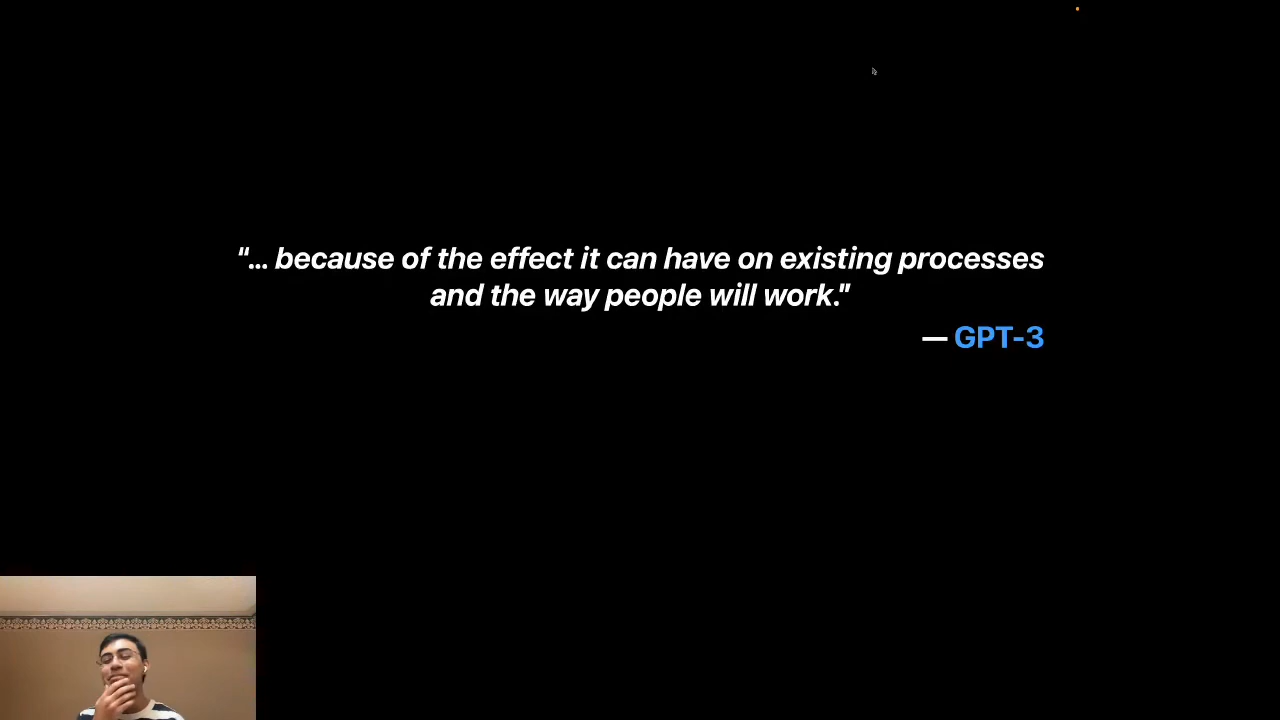 “… because of the effect it can have on existing processes
and the way people will work."
— GPT-3